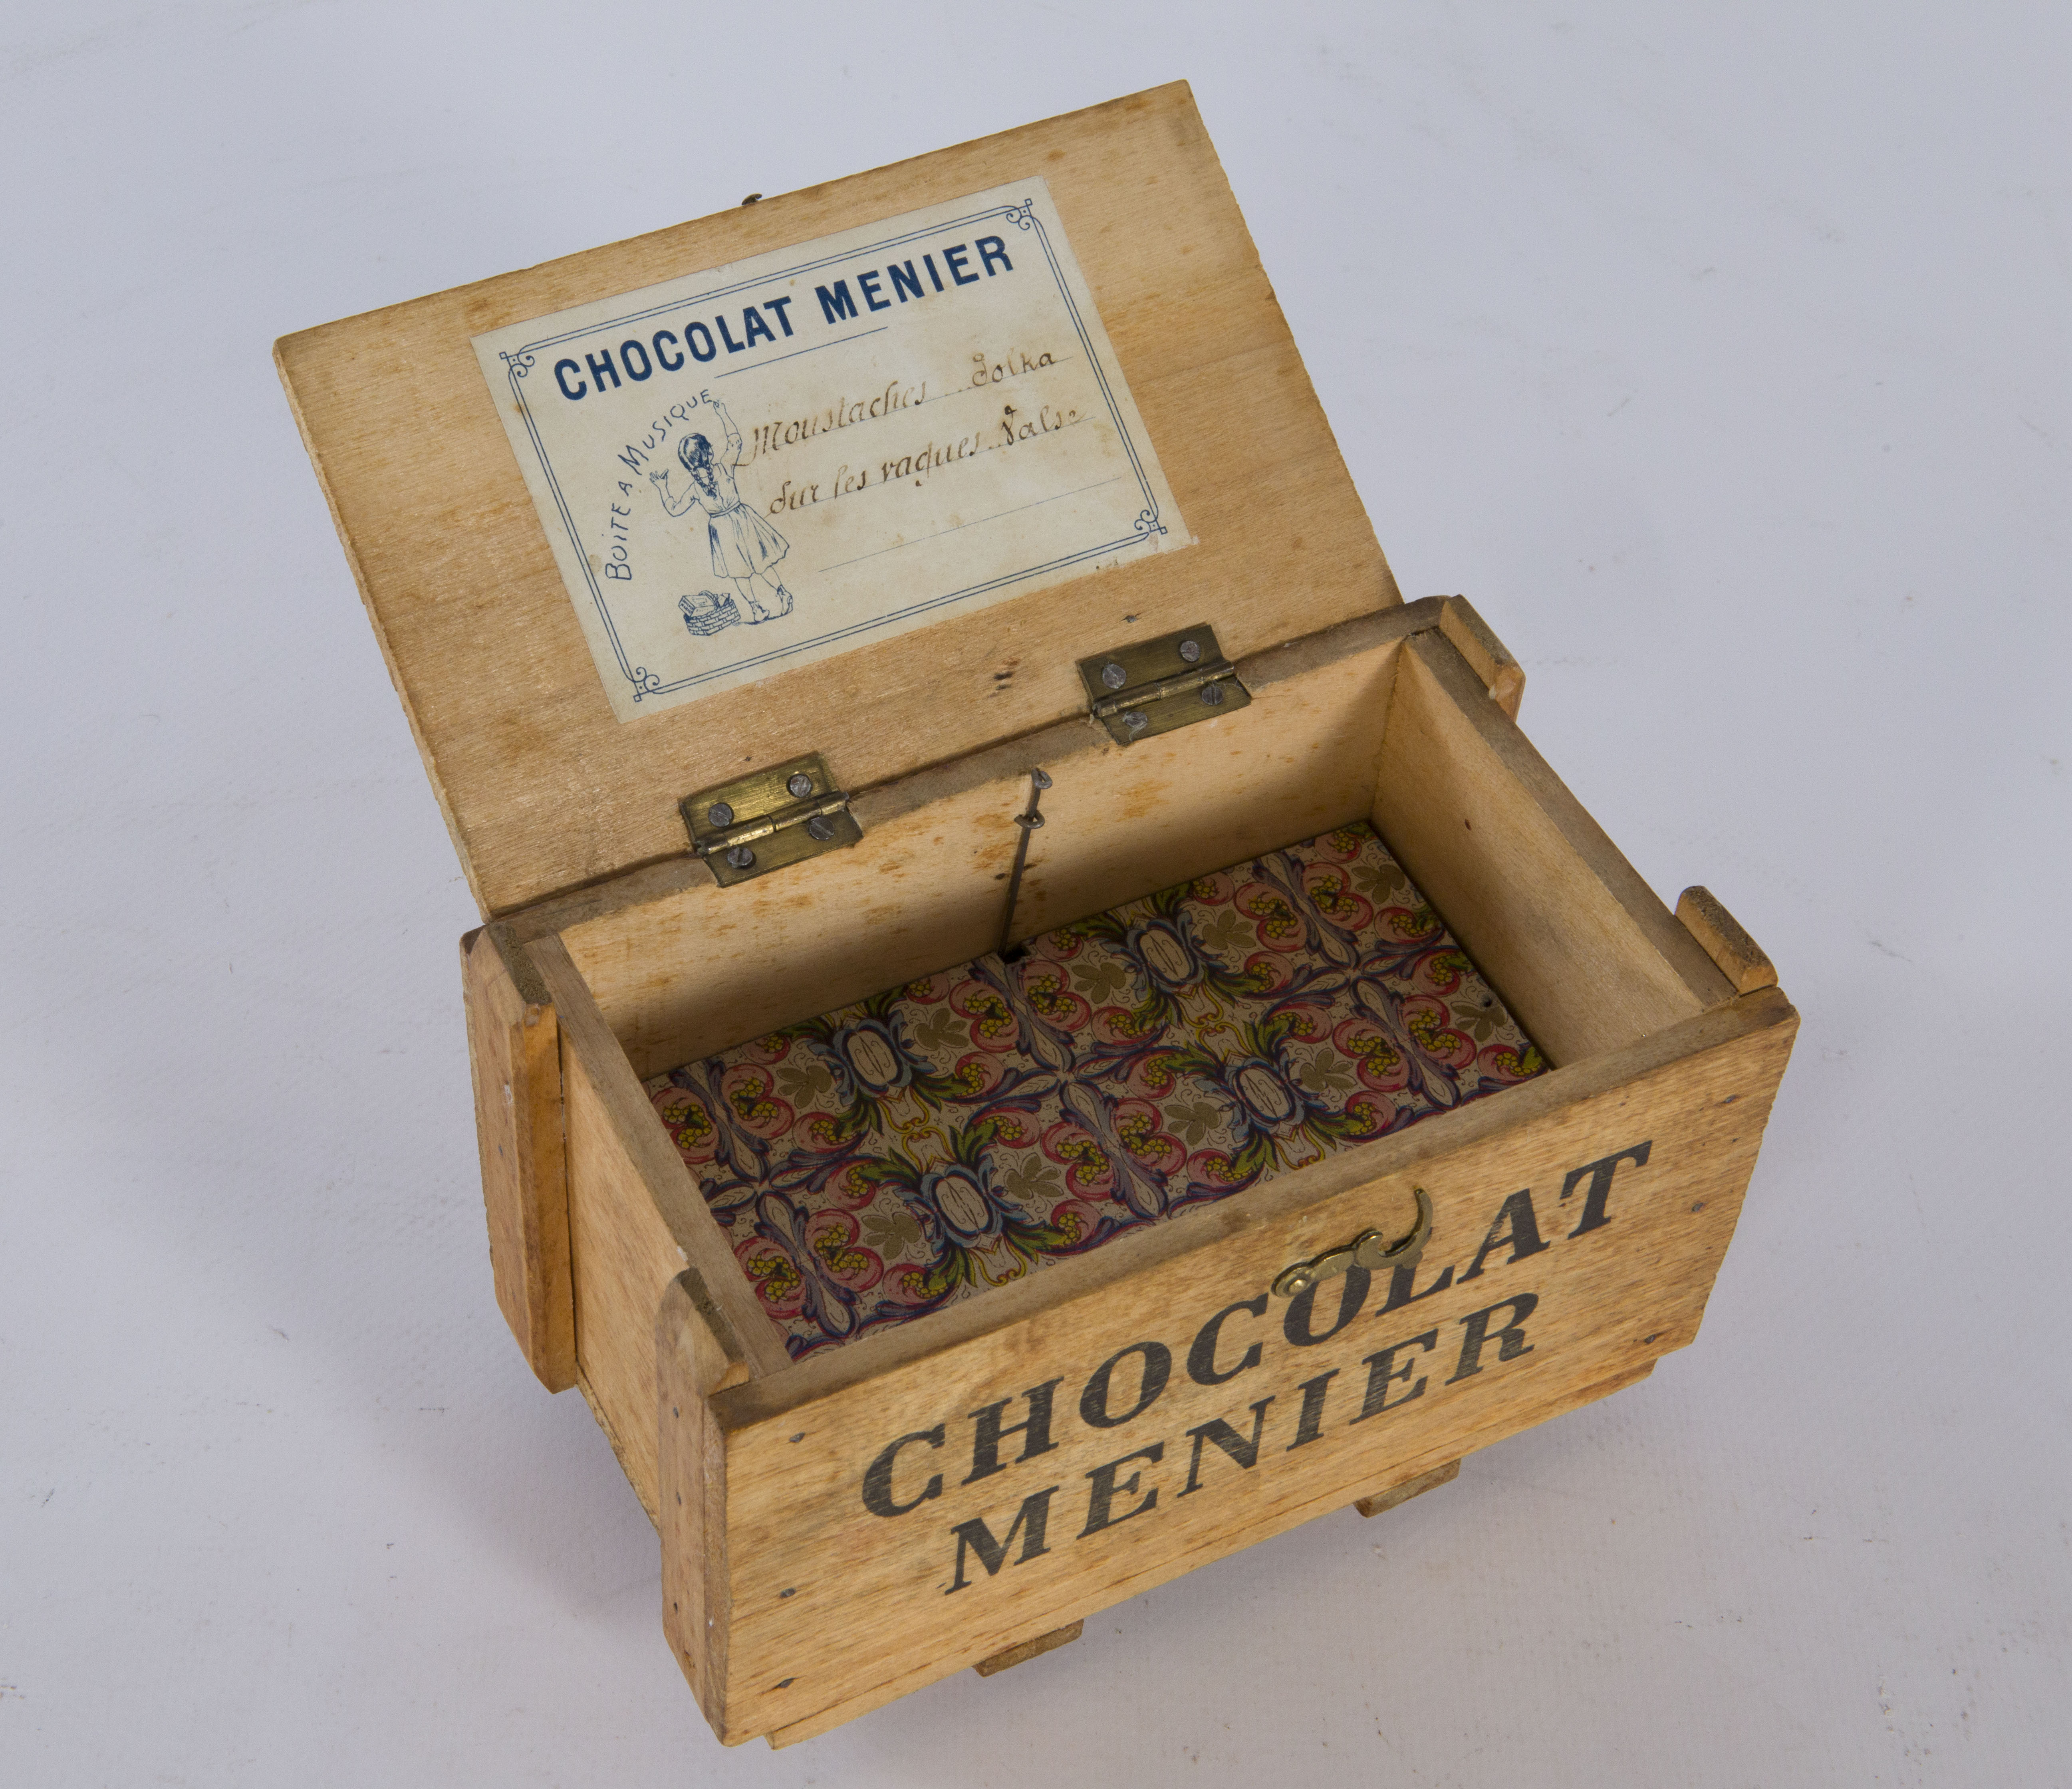 CHOCOLAT MENIER
BOITE A MUSIQUE
Moustaches Polka
Sur les vagues Valse
CHOCOLAT
MENIER